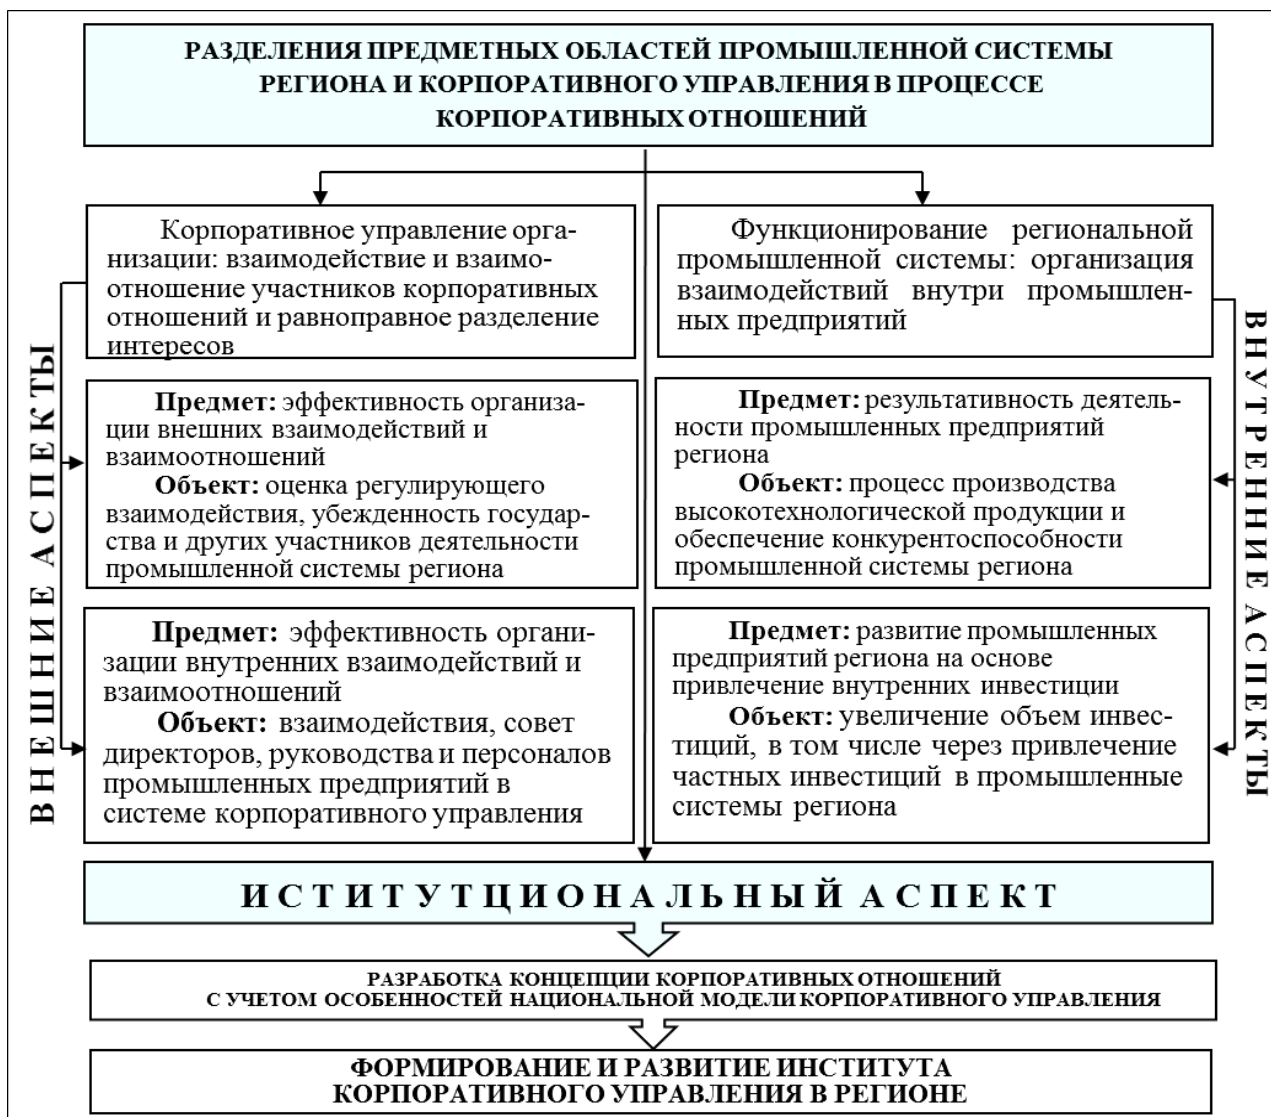 РАЗДЕЛЕНИЯ ПРЕДМЕТНЫХ ОБЛАСТЕЙ ПРОМЫШЛЕННОЙ СИСТЕМЫ
РЕГИОНА И КОРПОРАТИВНОГО УПРАВЛЕНИЯ В ПРОЦЕССЕ
КОРПОРАТИВНЫХ ОТНОШЕНИЙ
ВНЕШНИЕ АСПЕКТЫ
Корпоративное управление орга-
низации: взаимодействие и взаимо-
отношение участников корпоративных
отношений и равноправное разделение
интересов
Предмет: эффективность организа-
ции внешних взаимодействий и
взаимоотношений
Объект: оценка регулирующего
взаимодействия, убежденность государ-
ства и других участников деятельности
промышленной системы региона
Предмет: эффективность органи-
зации внутренних взаимодействий и
взаимоотношений
Объект: взаимодействия, совет
директоров, руководства и персоналов
промышленных предприятий в
системе корпоративного управления
Функционирование региональной
промышленной системы: организация
взаимодействий внутри промышлен-
ных предприятий
Предмет: результативность деятель-
ности промышленных предприятий
региона
Объект: процесс производства
высокотехнологической продукции и
обеспечение конкурентоспособности
промышленной системы региона
Предмет: развитие промышленных
предприятий региона на основе
привлечение внутренних инвестиции
Объект: увеличение объем инвес-
тиций, в том числе через привлечение
частных инвестиций в промышленные
системы региона
ВНУТРЕННИЕ АСПЕКТЫ
ИСТИТУТЦИОНАЛЬНЫЙ АСПЕКТ
РАЗРАБОТКА КОНЦЕПЦИИ КОРПОРАТИВНЫХ ОТНОШЕНИЙ
С УЧЕТОМ ОСОБЕННОСТЕЙ НАЦИОНАЛЬНОЙ МОДЕЛИ КОРПОРАТИВНОГО УПРАВЛЕНИЯ
ФОРМИРОВАНИЕ И РАЗВИТИЕ ИНСТИТУТА
КОРПОРАТИВНОГО УПРАВЛЕНИЯ В РЕГИОНЕ